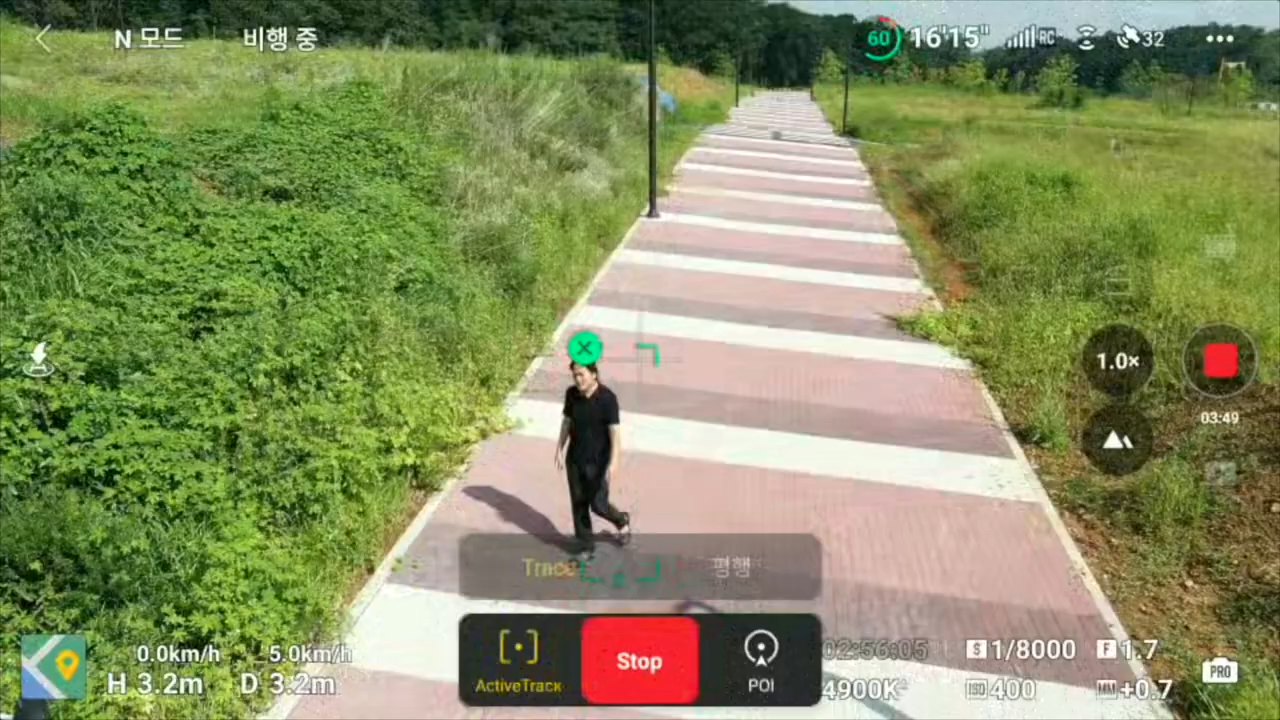 N 모드
비행 중
60
16'15"
RC
32
1.0×
03:49
Trace
평행
ActiveTrack
Stop
POI
0.0km/h
5.0km/h
H 3.2m
D 3.2m
02:56:05
S 1/8000
F 1.7
4900K
ISO 400
MM +0.7
PRO